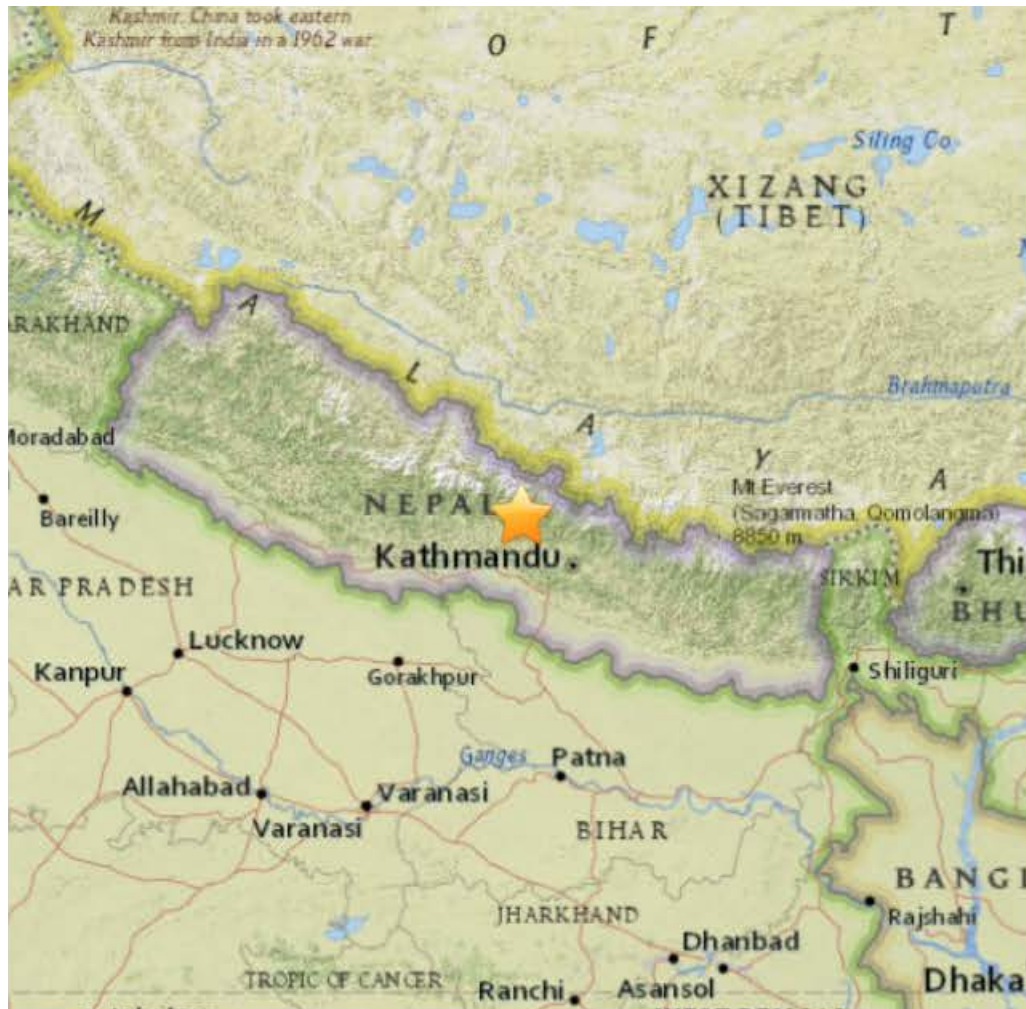 Kashmir. China took eastern
Kashmir from India in a 1962 war
O F T
Siling Co
XIZANG
(TIBET)
M A L A Y A
ARAKHAND
Brahmaputra
Moradabad
Mt Everest
(Sagarmatha, Qomolangma)
8850 m
Bareilly
NEPAL
Kathmandu
SIKKIM
Thi
BHU
AR PRADESH
Lucknow
Kanpur
Gorakhpur
Shiliguri
Ganges
Patna
Allahabad
Varanasi
Varanasi
BIHAR
BANGL
Rajshahi
JHARKHAND
Dhanbad
TROPIC OF CANCER
Ranchi
Asansol
Dhaka